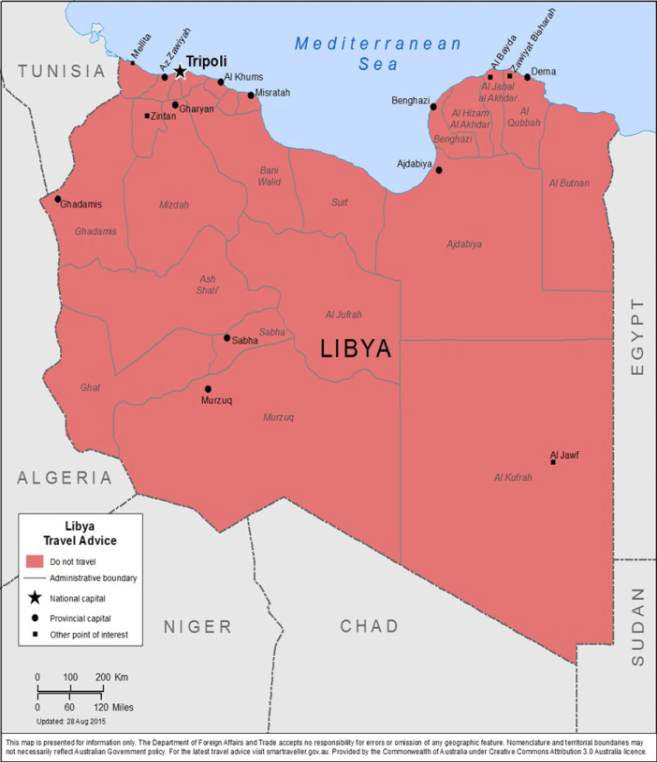 Mediterranean
Sea
TUNISIA
Mellita
Az Zawiyah
Tripoli
Al Khums
Misratah
Gharyan
Zintan
Al Bayda
Zawiyat Bisharah
Derna
Benghazi
Al Jabal
al Akhdar
Al Hizam
Al Akhdar
Al
Qubbah
Benghazi
Ajdabiya
Bani
Walid
Surt
Al Butnan
Ghadamis
Mizdah
Ghadamis
Ajdabiya
Ash
Shati'
Al Jufrah
Sabha
Sabha
LIBYA
EGYPT
Ghat
Murzuq
Murzuq
Al Jawf
Al Kufrah
ALGERIA
Libya
Travel Advice
Do not travel
Administrative boundary
National capital
Provincial capital
Other point of interest
NIGER
CHAD
SUDAN
0 100 200 Km
0 60 120 Miles
Updated: 28 Aug 2015
This map is presented for information only. The Department of Foreign Affairs and Trade accepts no responsibility for errors or omission of any geographic feature. Nomenclature and territorial boundaries may
not necessarily reflect Australian Government policy. For the latest travel advice visit smartraveller.gov.au. Provided by the Commonwealth of Australia under Creative Commons Attribution 3.0 Australia licence.